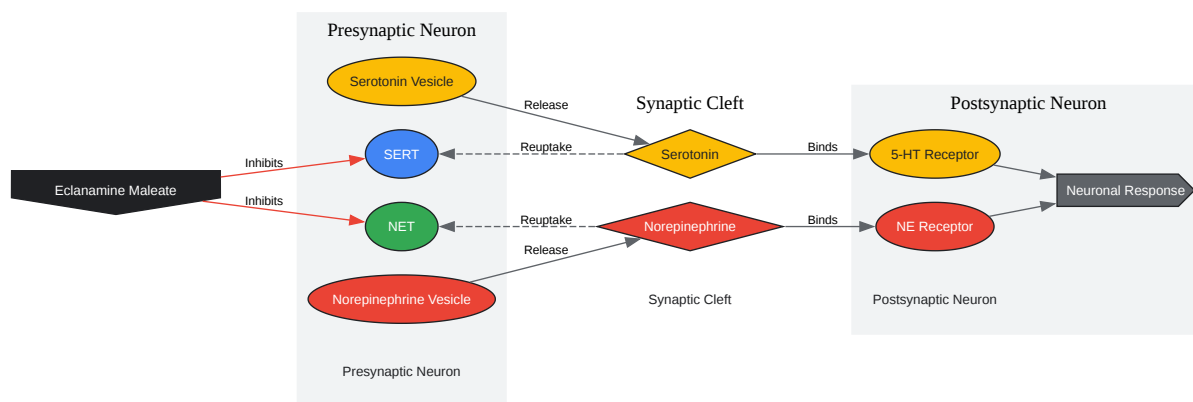 Presynaptic Neuron
Serotonin Vesicle
Release
Synaptic Cleft
Postsynaptic Neuron
Inhibits
SERT
Reuptake
Serotonin
Binds
5-HT Receptor
Eclanamine Maleate
Neuronal Response
Inhibits
NET
Reuptake
Norepinephrine
Binds
NE Receptor
Release
Norepinephrine Vesicle
Synaptic Cleft
Postsynaptic Neuron
Presynaptic Neuron